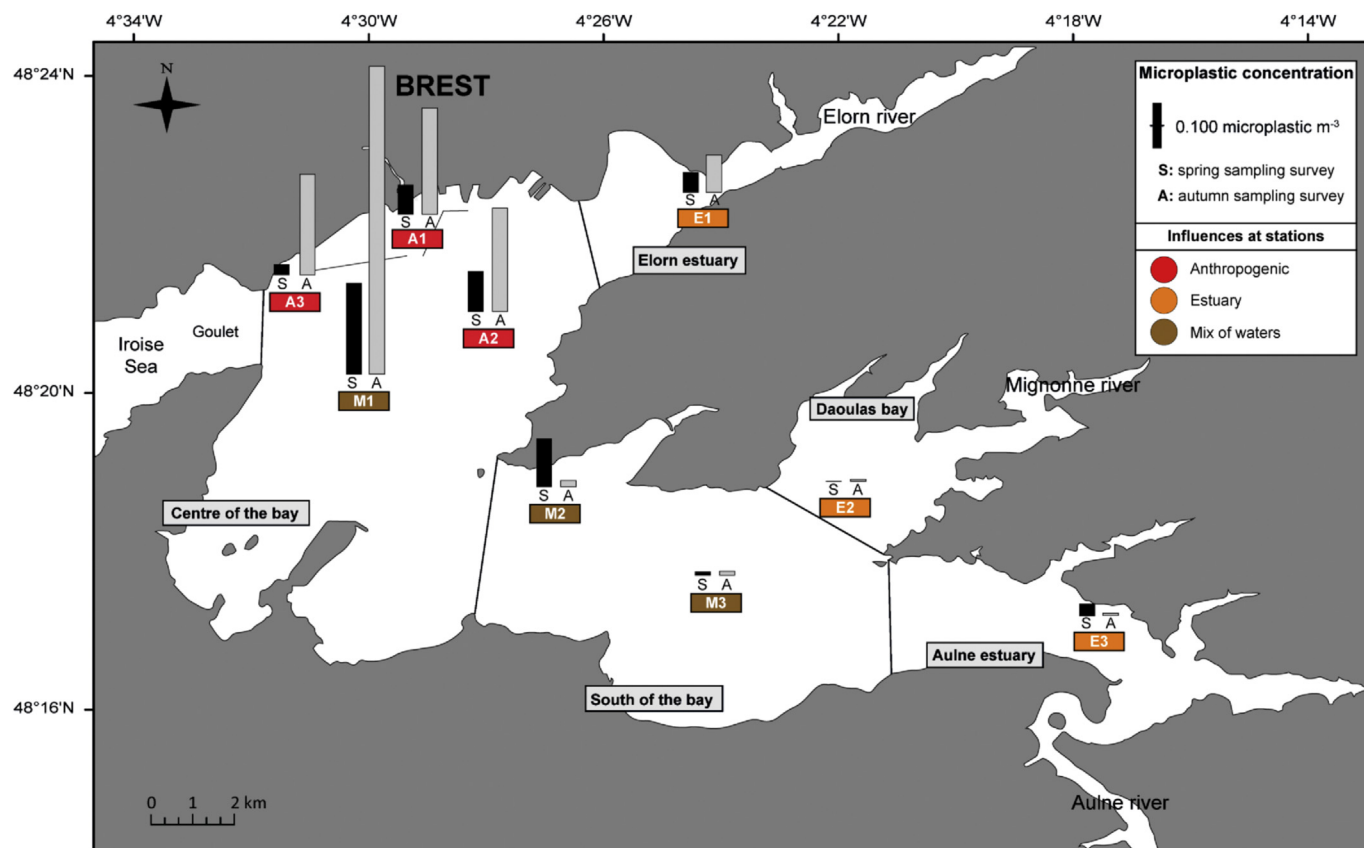 4°34'W
4°30'W
4°26'W
4°22'W
4°18'W
4°14'W
48°24'N
48°20'N
48°16'N
N
BREST
Elorn river
S A
A1
S A
E1
Elorn estuary
S A
A3
S A
A2
Goulet
Iroise
Sea
S A
M1
Mignonne river
Daoulas bay
S A
M2
S A
E2
Centre of the bay
S A
M3
S A
E3
Aulne estuary
South of the bay
Aulne river
0 1 2 km
Microplastic concentration
0.100 microplastic m⁻³
S: spring sampling survey
A: autumn sampling survey
Influences at stations
Anthropogenic
Estuary
Mix of waters